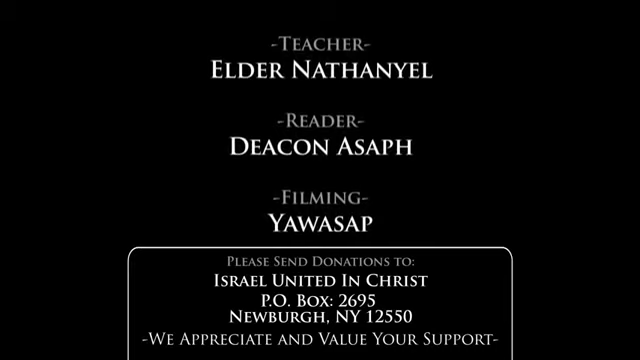 -Teacher-
Elder Nathanyel
-Reader-
Deacon Asaph
-Filming-
Yawasap
Please Send Donations to:
Israel United In Christ
P.O. Box: 2695
Newburgh, NY 12550
-We Appreciate and Value Your Support-